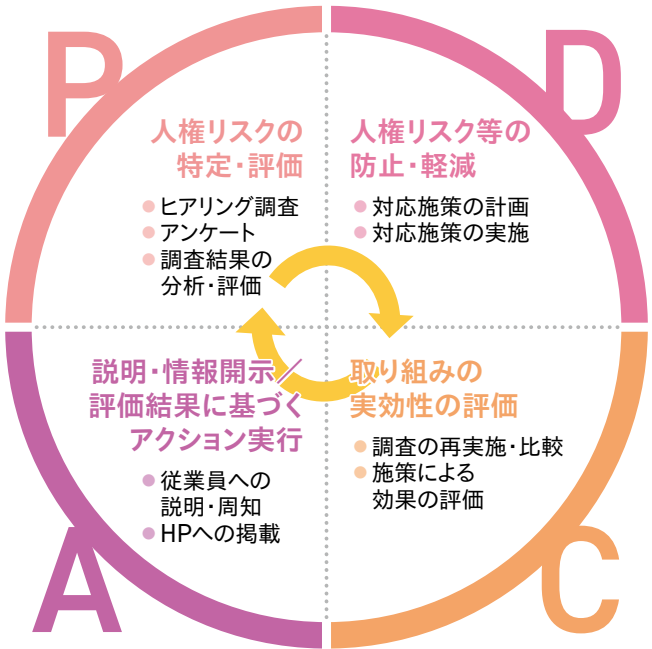 P
人権リスクの
特定・評価
ヒアリング調査
アンケート
調査結果の
分析・評価
D
人権リスク等の
防止・軽減
対応施策の計画
対応施策の実施
C
取り組みの
実効性の評価
調査の再実施・比較
施策による
効果の評価
A
説明・情報開示／
評価結果に基づく
アクション実行
従業員への
説明・周知
HPへの掲載